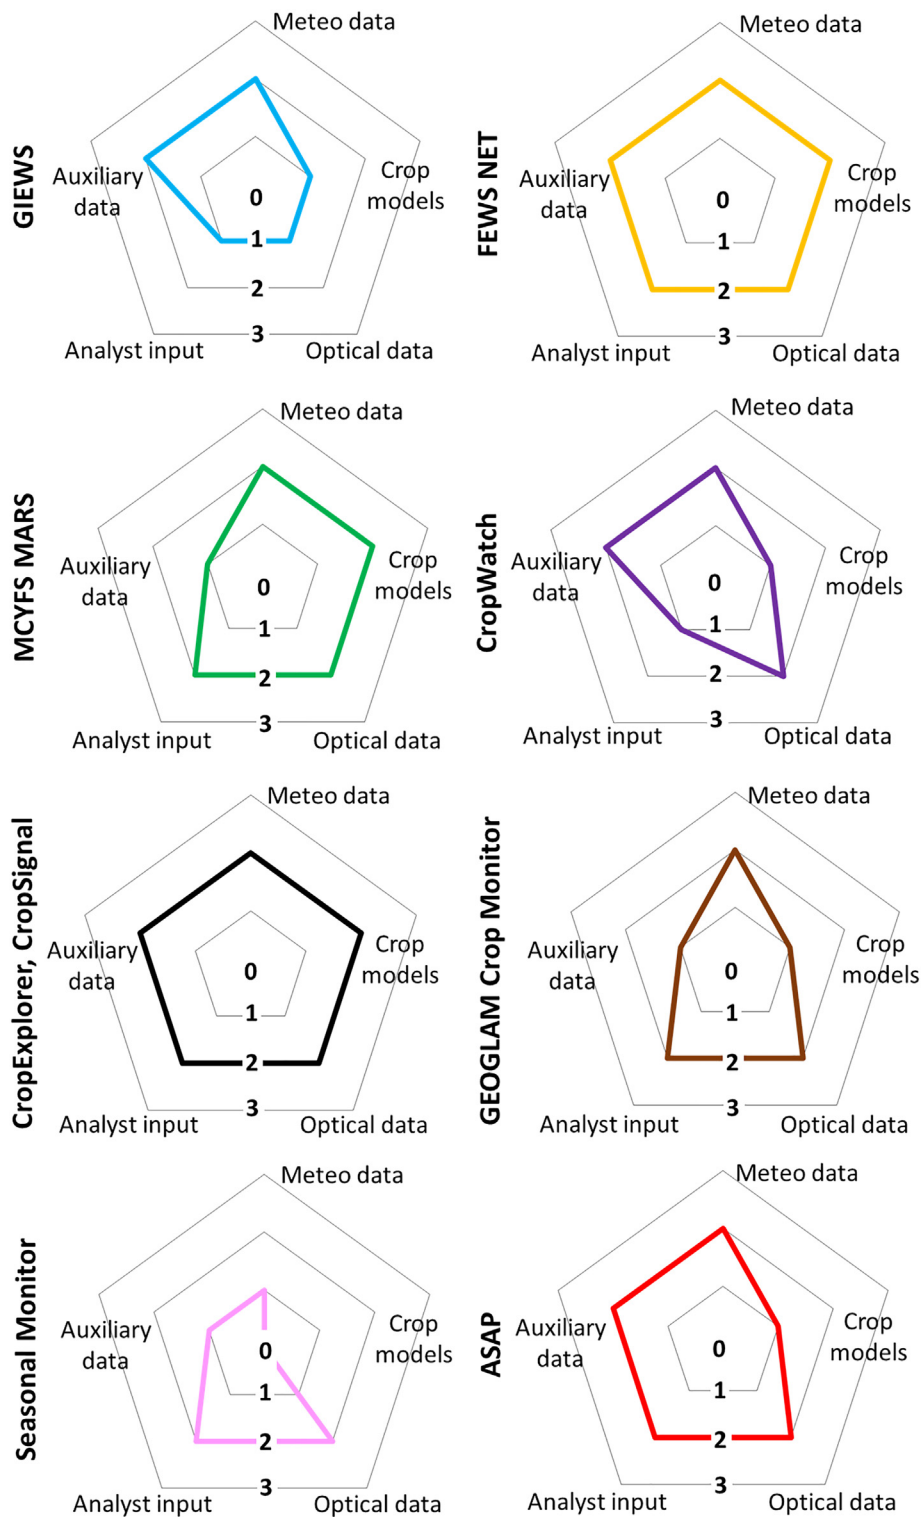 GIEWS
Meteo data
Auxiliary
data
Crop
models
0
1
2
3
Analyst input
Optical data
FEWS NET
Meteo data
Auxiliary
data
Crop
models
0
1
2
3
Analyst input
Optical data
MCYFS MARS
Meteo data
Auxiliary
data
Crop
models
0
1
2
3
Analyst input
Optical data
CropWatch
Meteo data
Auxiliary
data
Crop
models
0
1
2
3
Analyst input
Optical data
CropExplorer, CropSignal
Meteo data
Auxiliary
data
Crop
models
0
1
2
3
Analyst input
Optical data
GEOGLAM Crop Monitor
Meteo data
Auxiliary
data
Crop
models
0
1
2
3
Analyst input
Optical data
Seasonal Monitor
Meteo data
Auxiliary
data
Crop
models
0
1
2
3
Analyst input
Optical data
ASAP
Meteo data
Auxiliary
data
Crop
models
0
1
2
3
Analyst input
Optical data